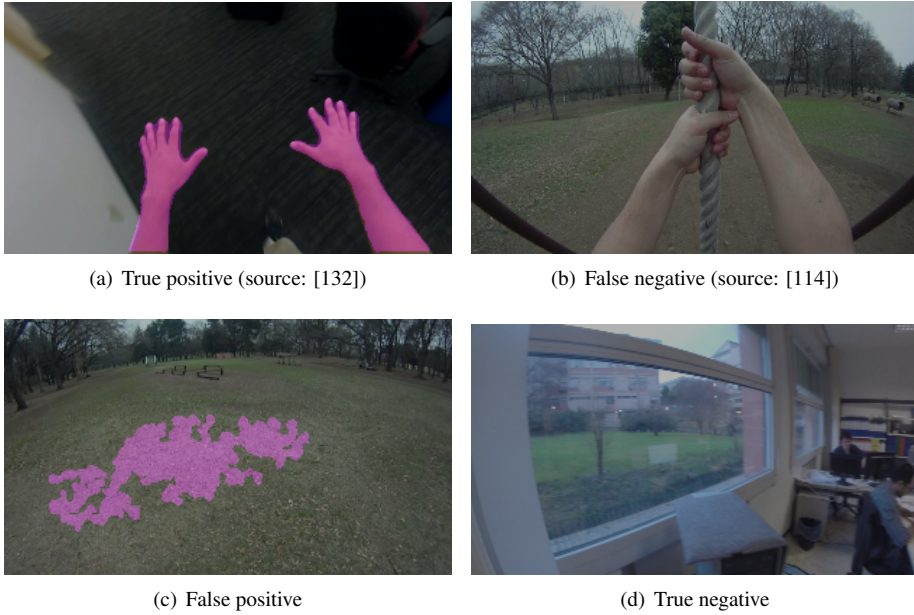 (a) True positive (source: [132])
(b) False negative (source: [114])
(c) False positive
(d) True negative